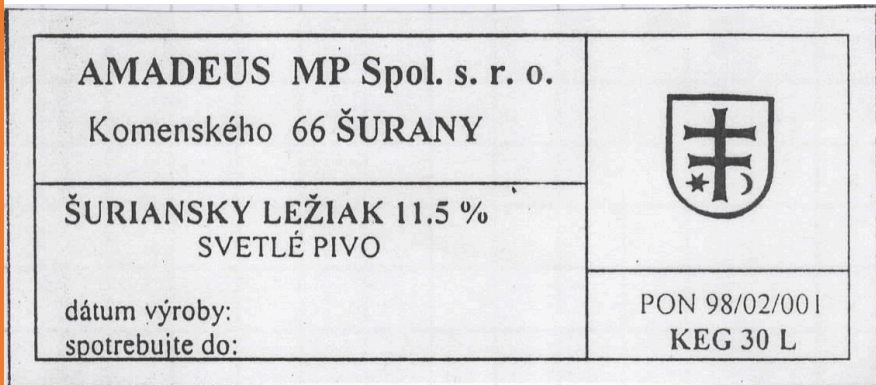 AMADEUS MP Spol. s. r. o.
Komenského 66 ŠURANY
ŠURIANSKY LEŽIAK 11.5 %
SVETLÉ PIVO
dátum výroby:
spotrebujte do:
PON 98/02/001
KEG 30 L